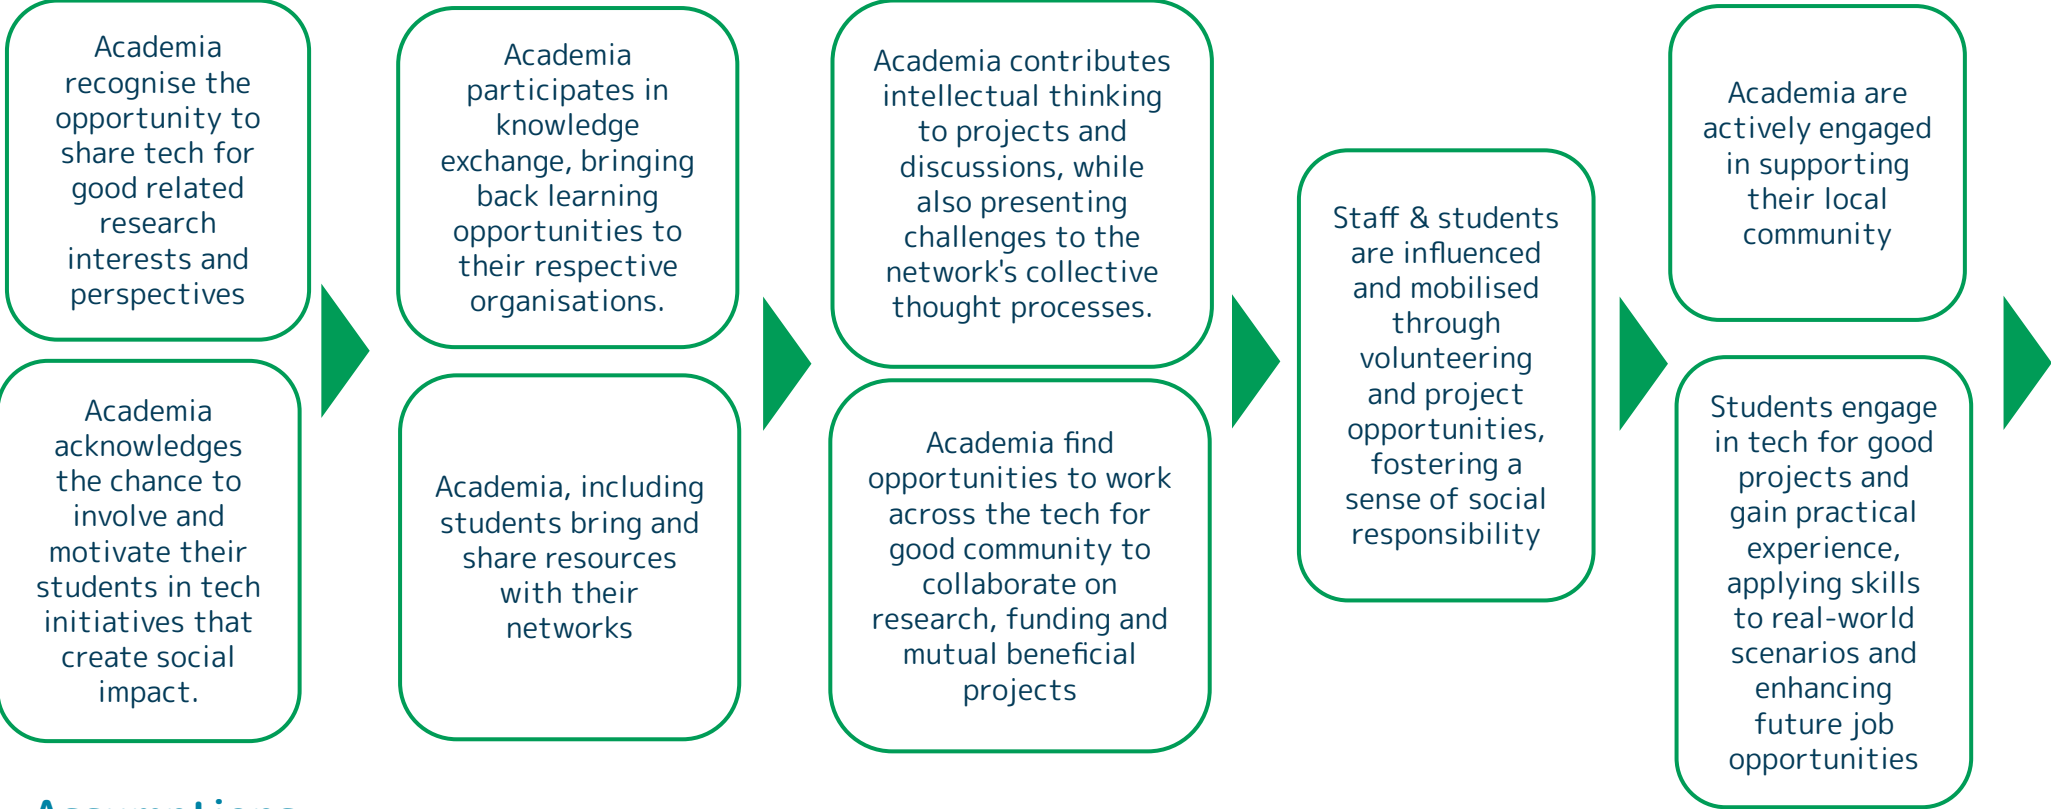 Academia
recognise the
opportunity to
share tech for
good related
research
interests and
perspectives
Academia
acknowledges
the chance to
involve and
motivate their
students in tech
initiatives that
create social
impact.
Academia
participates in
knowledge
exchange, bringing
back learning
opportunities to
their respective
organisations.
Academia, including
students bring and
share resources
with their
networks
Academia contributes
intellectual thinking
to projects and
discussions, while
also presenting
challenges to the
network's collective
thought processes.
Academia find
opportunities to work
across the tech for
good community to
collaborate on
research, funding and
mutual beneficial
projects
Staff & students
are influenced
and mobilised
through
volunteering
and project
opportunities,
fostering a
sense of social
responsibility
Academia are
actively engaged
in supporting
their local
community
Students engage
in tech for good
projects and
gain practical
experience,
applying skills
to real-world
scenarios and
enhancing
future job
opportunities
Assumptions